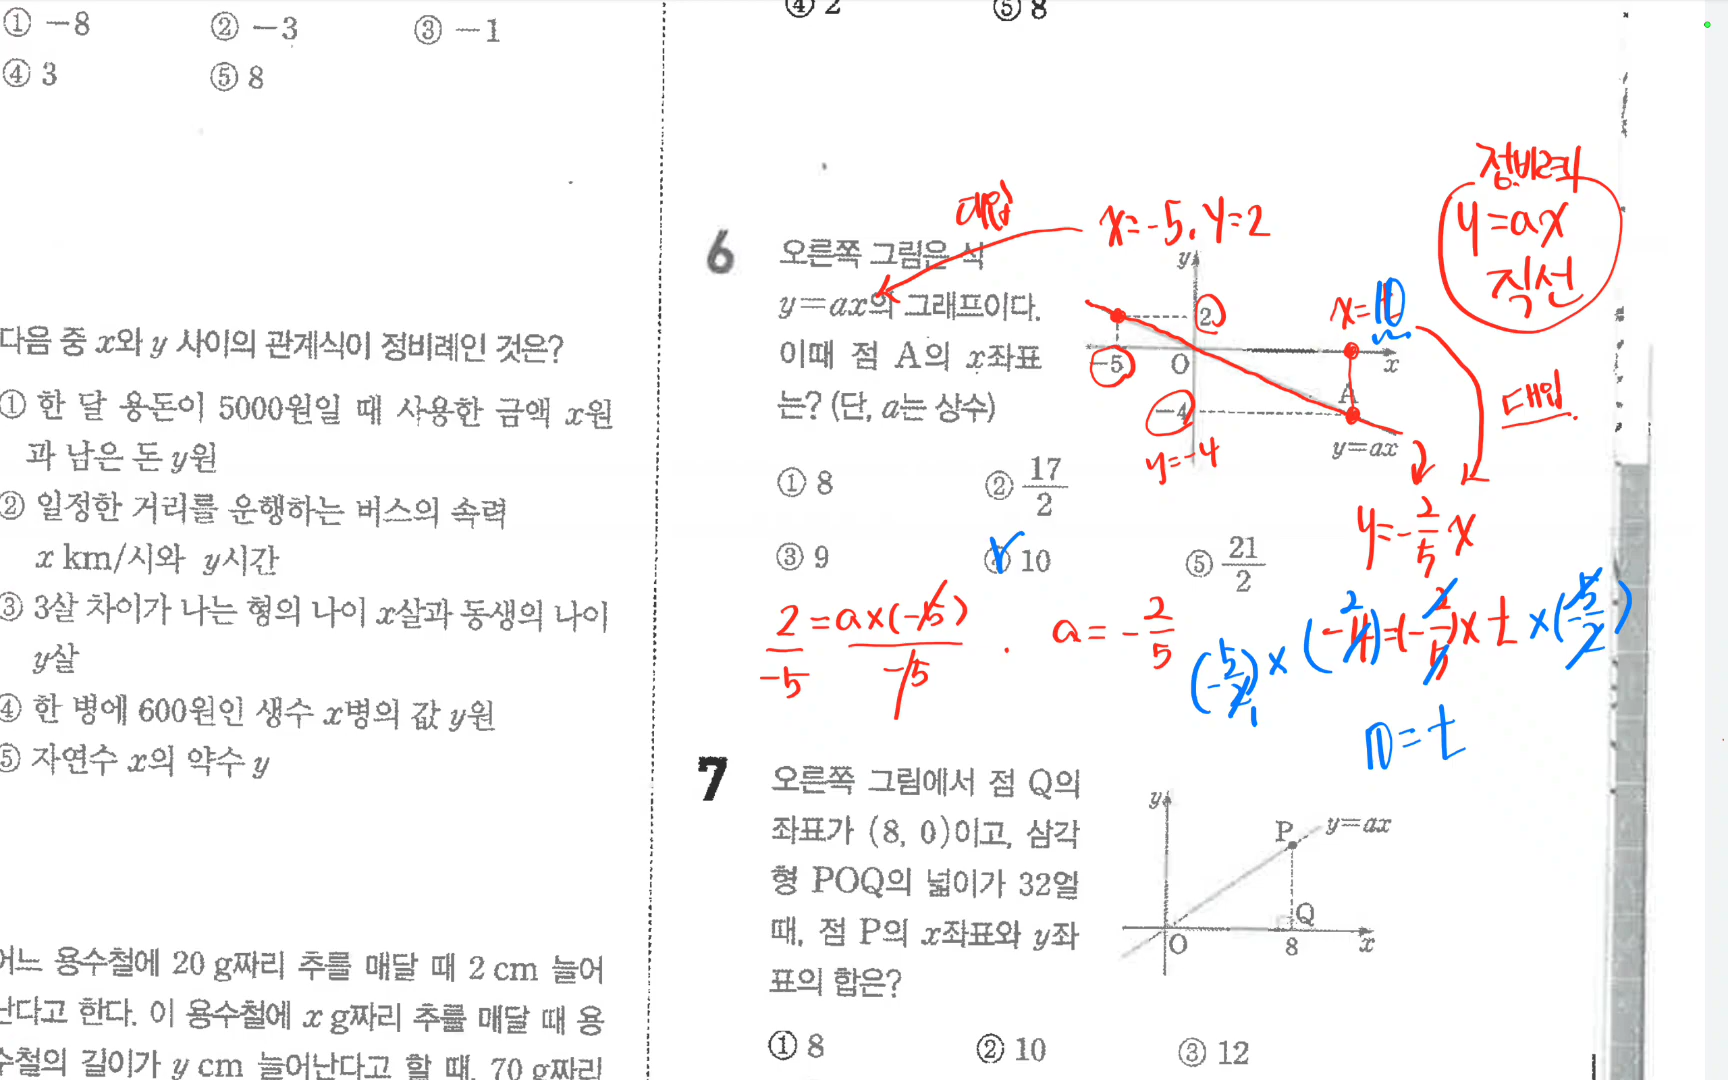 ① −8 ② −3 ③ −1
④ 3 ⑤ 8
다음 중 x와 y 사이의 관계식이 정비례인 것은?
① 한 달 용돈이 5000원일 때 사용한 금액 x원
과 남은 돈 y원
② 일정한 거리를 운행하는 버스의 속력
x km/시와 y시간
③ 3살 차이가 나는 형의 나이 x살과 동생의 나이
y살
④ 한 병에 600원인 생수 x병의 값 y원
⑤ 자연수 x의 약수 y
어느 용수철에 20 g짜리 추를 매달 때 2 cm 늘어
난다고 한다. 이 용수철에 x g짜리 추를 매달 때 용
수철의 길이가 y cm 늘어난다고 할 때, 70 g짜리
④ 2 ⑤ 8
6 오른쪽 그림은 식
y=ax의 그래프이다.
이때 점 A의 x좌표
는? (단, a는 상수)
① 8 ② 17/2
③ 9 ④ 10 ⑤ 21/2
대입
x=-5, y=2
정비례와
y=ax
직선
y
2
x=10
-5 O x
A
-4
y=ax
y=-4
대입.
y=-2/5 x
2/-5 = a×(-5)/-5 . a = -2/5
(-5/2) × (-4) = (-2/5) × t × (-5/2)
10 = t
7 오른쪽 그림에서 점 Q의
좌표가 (8, 0)이고, 삼각
형 POQ의 넓이가 32일
때, 점 P의 x좌표와 y좌
표의 합은?
① 8 ② 10 ③ 12
y
P y=ax
Q
O 8 x